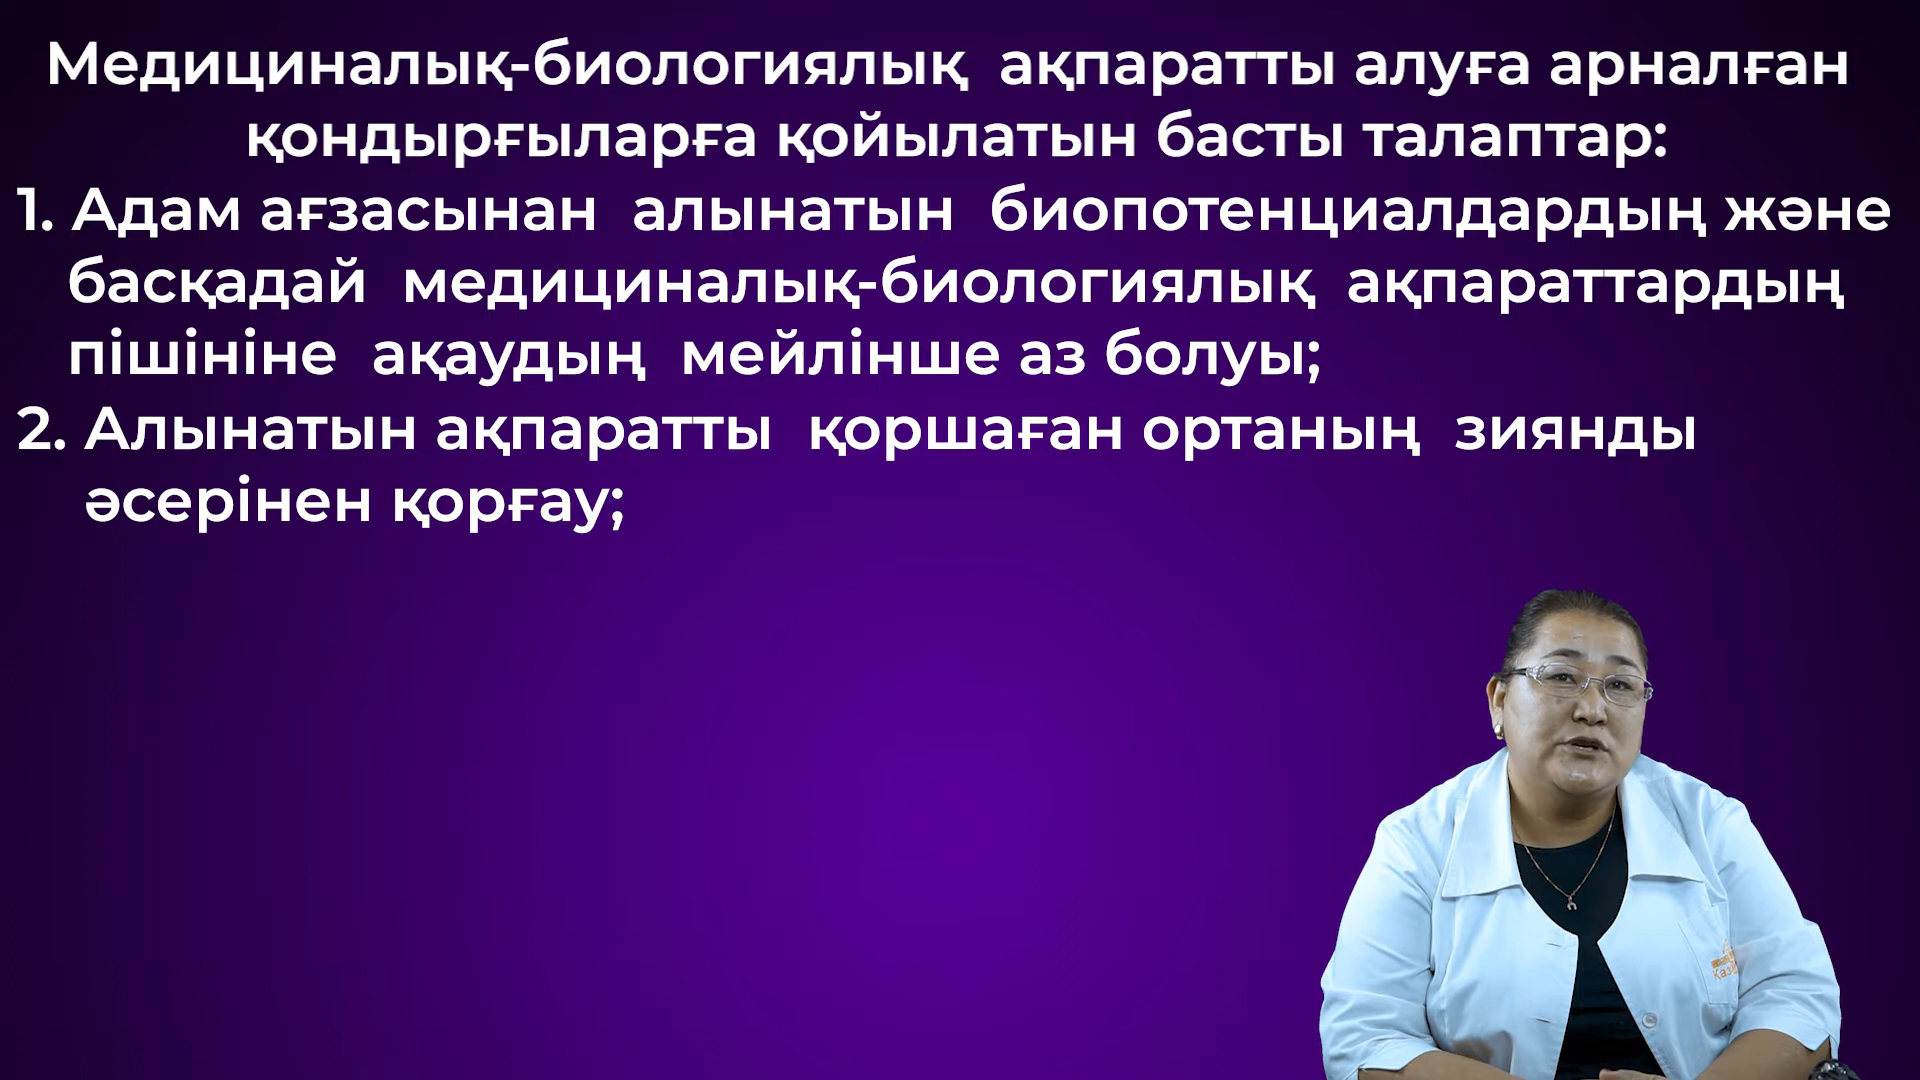 Медициналық-биологиялық ақпаратты алуға арналған
қондырғыларға қойылатын басты талаптар:
1. Адам ағзасынан алынатын биопотенциалдардың және
басқадай медициналық-биологиялық ақпараттардың
пішініне ақаудың мейлінше аз болуы;
2. Алынатын ақпаратты қоршаған ортаның зиянды
әсерінен қорғау;